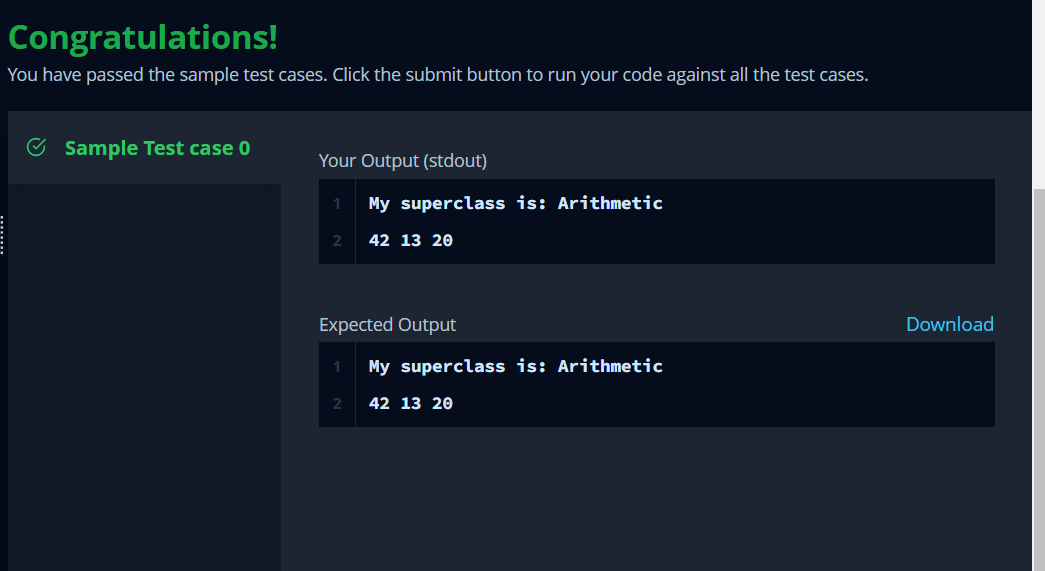 Congratulations!
You have passed the sample test cases. Click the submit button to run your code against all the test cases.
Sample Test case 0
Your Output (stdout)
1 My superclass is: Arithmetic
2 42 13 20
Expected Output Download
1 My superclass is: Arithmetic
2 42 13 20